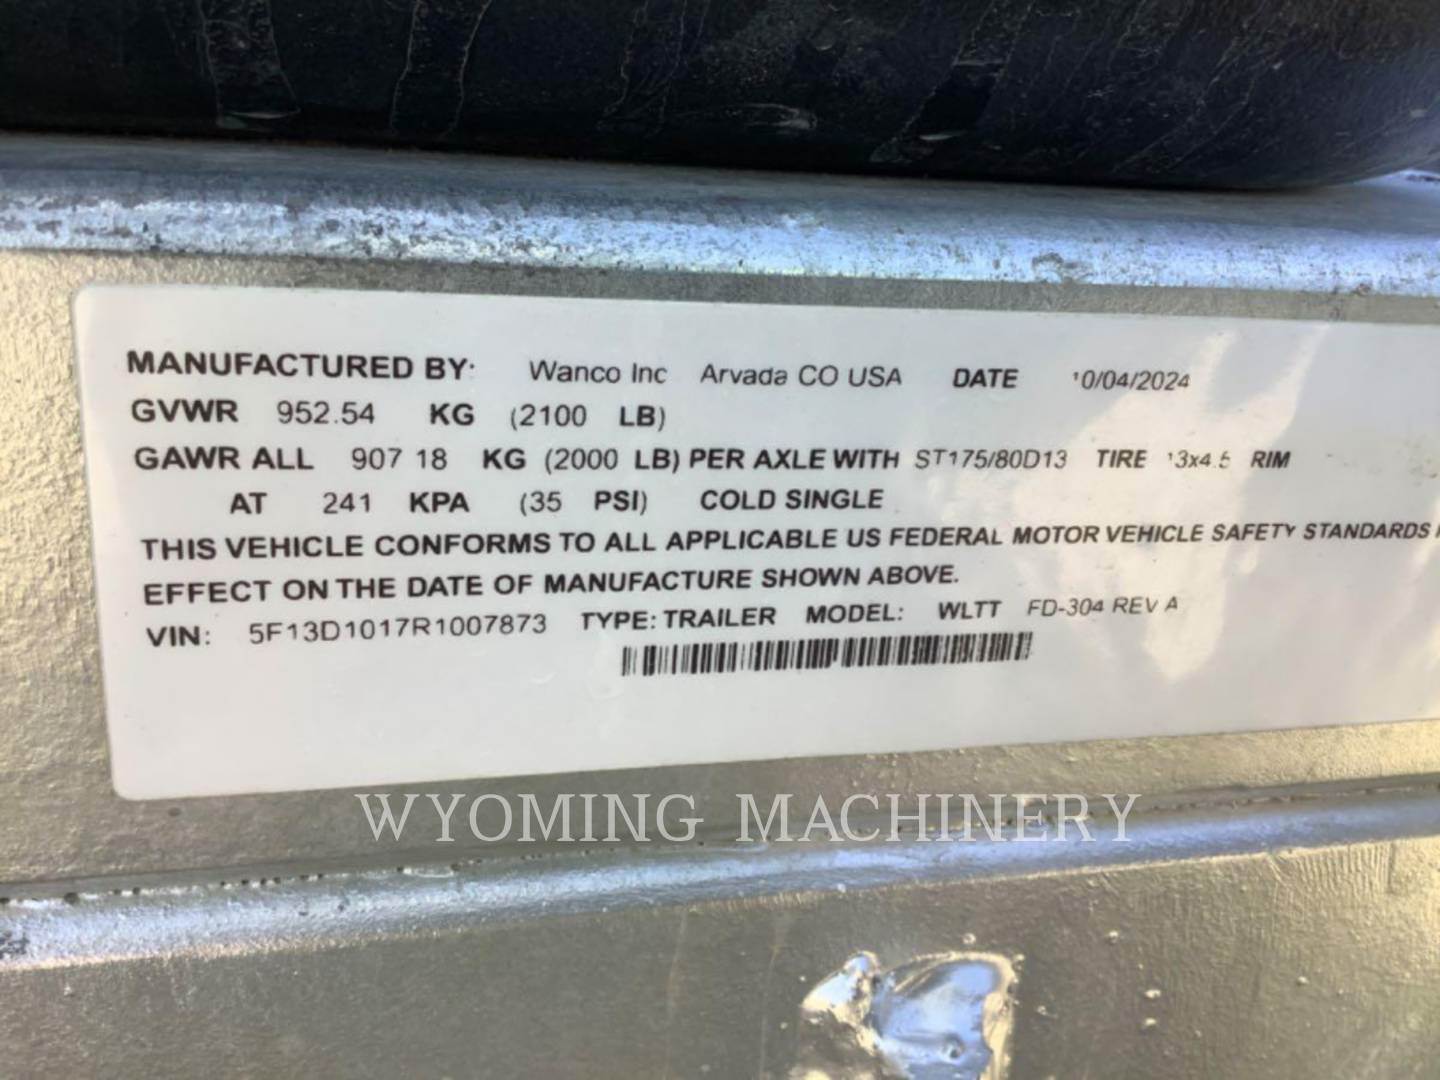 MANUFACTURED BY: Wanco Inc Arvada CO USA DATE 10/04/2024
GVWR 952.54 KG (2100 LB)
GAWR ALL 907 18 KG (2000 LB) PER AXLE WITH ST175/80D13 TIRE 13x4.5 RIM
AT 241 KPA (35 PSI) COLD SINGLE
THIS VEHICLE CONFORMS TO ALL APPLICABLE US FEDERAL MOTOR VEHICLE SAFETY STANDARDS
EFFECT ON THE DATE OF MANUFACTURE SHOWN ABOVE.
VIN: 5F13D1017R1007873 TYPE: TRAILER MODEL: WLTT FD-304 REV A
WYOMING MACHINERY